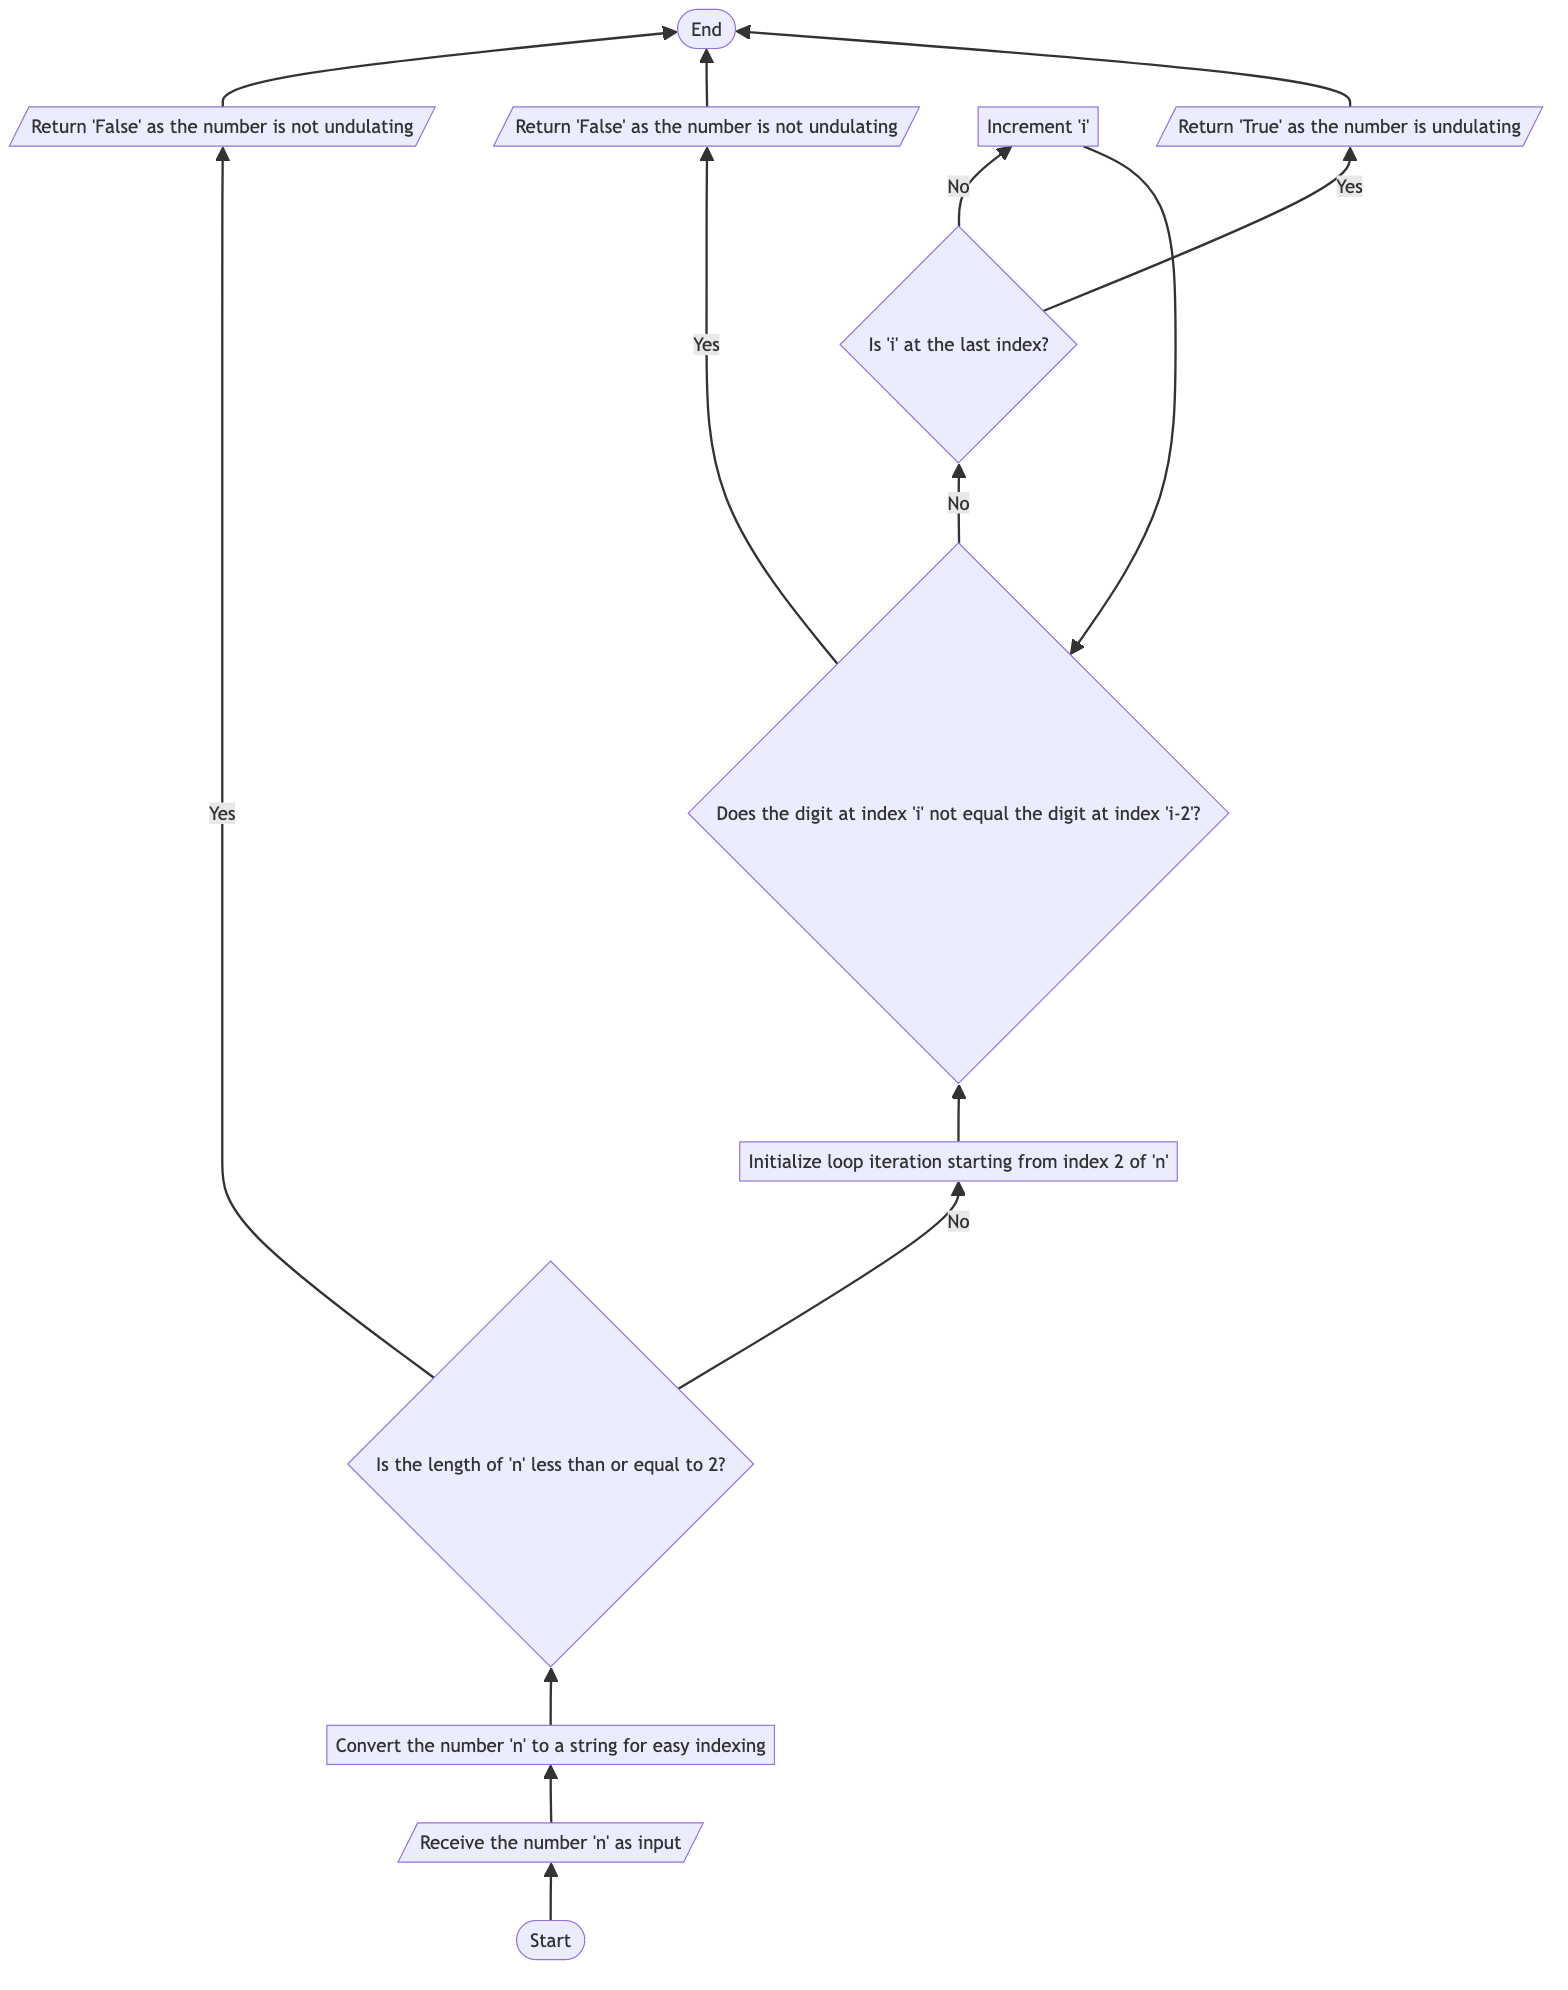 End
Return 'False' as the number is not undulating
Return 'False' as the number is not undulating
Increment 'i'
Return 'True' as the number is undulating
No
Yes
Yes
Is 'i' at the last index?
No
Yes
Does the digit at index 'i' not equal the digit at index 'i-2'?
Initialize loop iteration starting from index 2 of 'n'
No
Is the length of 'n' less than or equal to 2?
Convert the number 'n' to a string for easy indexing
Receive the number 'n' as input
Start